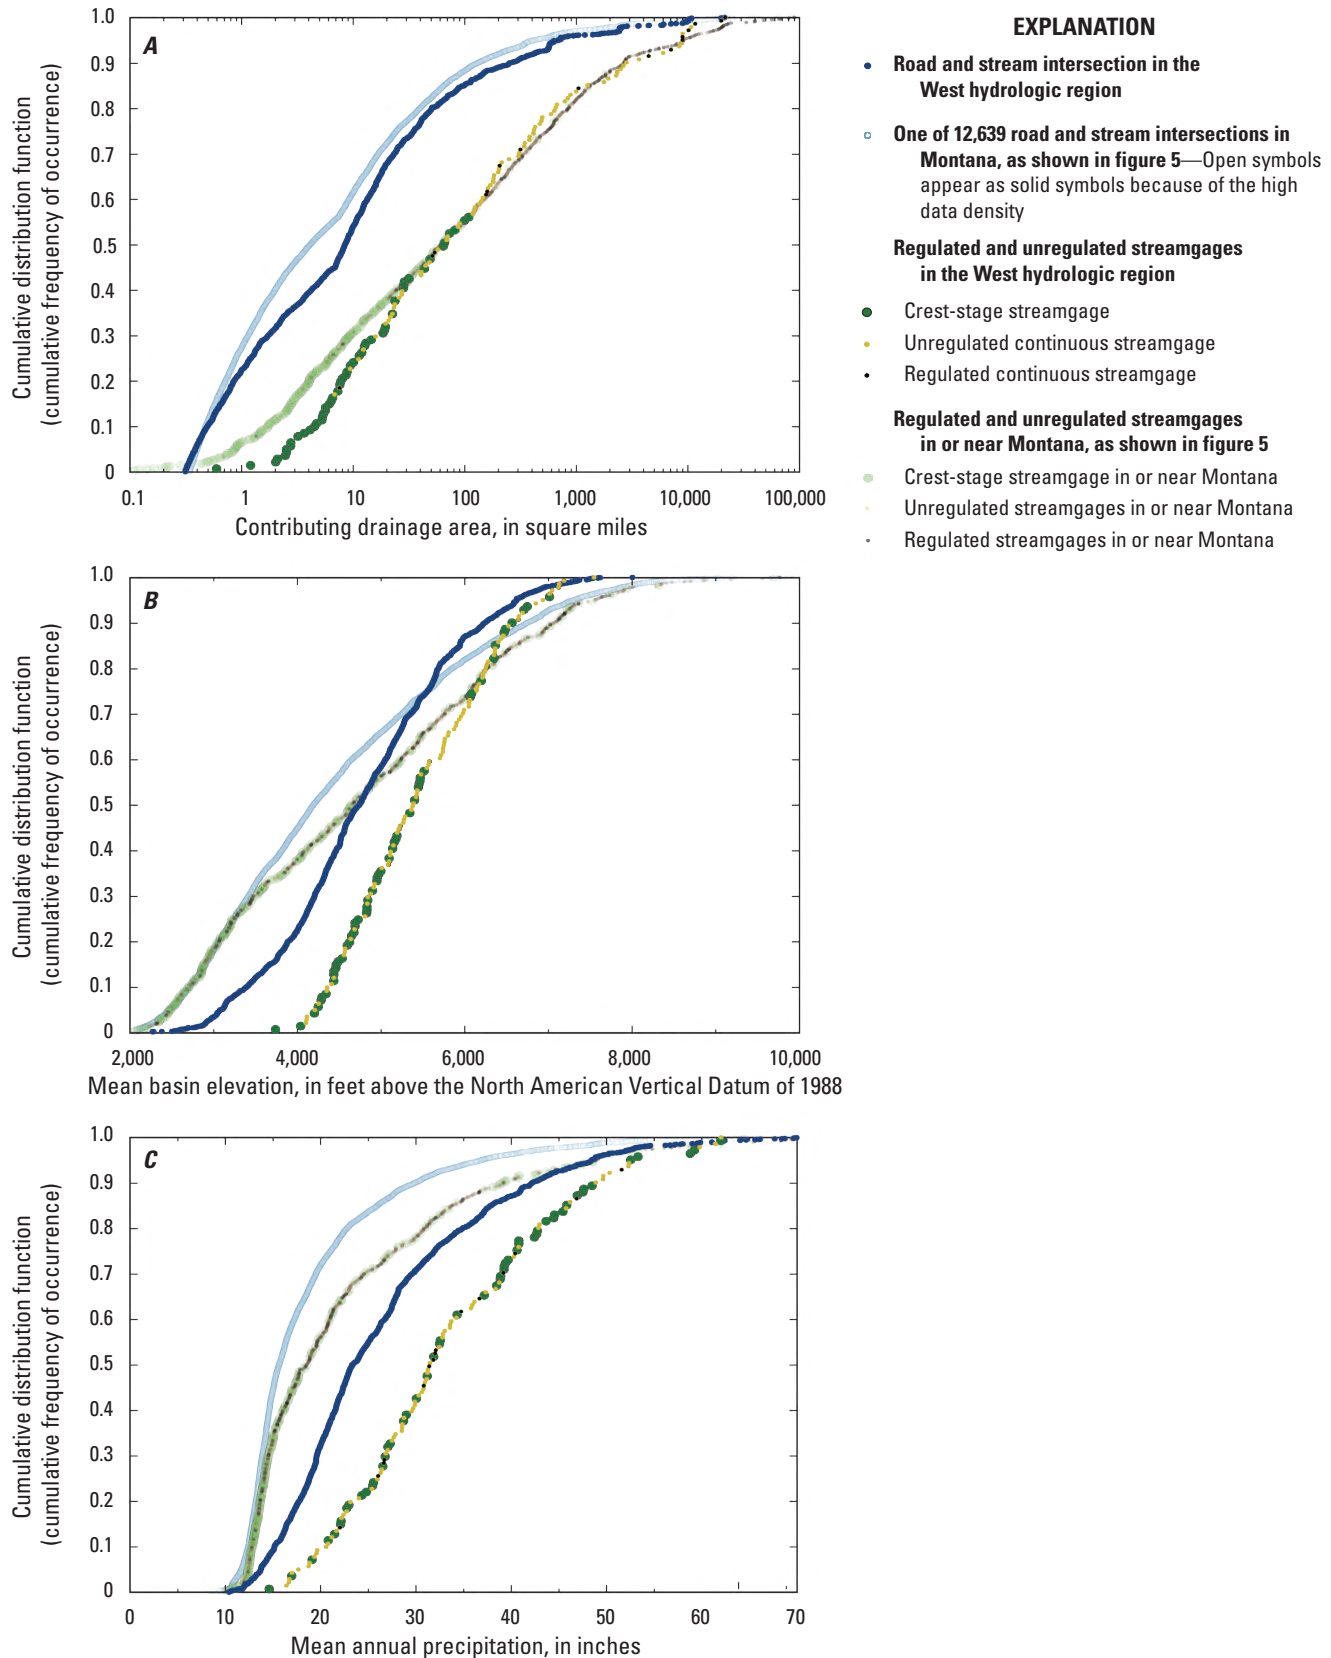 A
Cumulative distribution function
(cumulative frequency of occurrence)
1.0
0.9
0.8
0.7
0.6
0.5
0.4
0.3
0.2
0.1
0
0.1
1
10
100
1,000
10,000
100,000
Contributing drainage area, in square miles
EXPLANATION
Road and stream intersection in the
West hydrologic region
One of 12,639 road and stream intersections in
Montana, as shown in figure 5—Open symbols
appear as solid symbols because of the high
data density
Regulated and unregulated streamgages
in the West hydrologic region
Crest-stage streamgage
Unregulated continuous streamgage
Regulated continuous streamgage
Regulated and unregulated streamgages
in or near Montana, as shown in figure 5
Crest-stage streamgage in or near Montana
Unregulated streamgages in or near Montana
Regulated streamgages in or near Montana
B
Cumulative distribution function
(cumulative frequency of occurrence)
1.0
0.9
0.8
0.7
0.6
0.5
0.4
0.3
0.2
0.1
0
2,000
4,000
6,000
8,000
10,000
Mean basin elevation, in feet above the North American Vertical Datum of 1988
C
Cumulative distribution function
(cumulative frequency of occurrence)
1.0
0.9
0.8
0.7
0.6
0.5
0.4
0.3
0.2
0.1
0
0
10
20
30
40
50
60
70
Mean annual precipitation, in inches